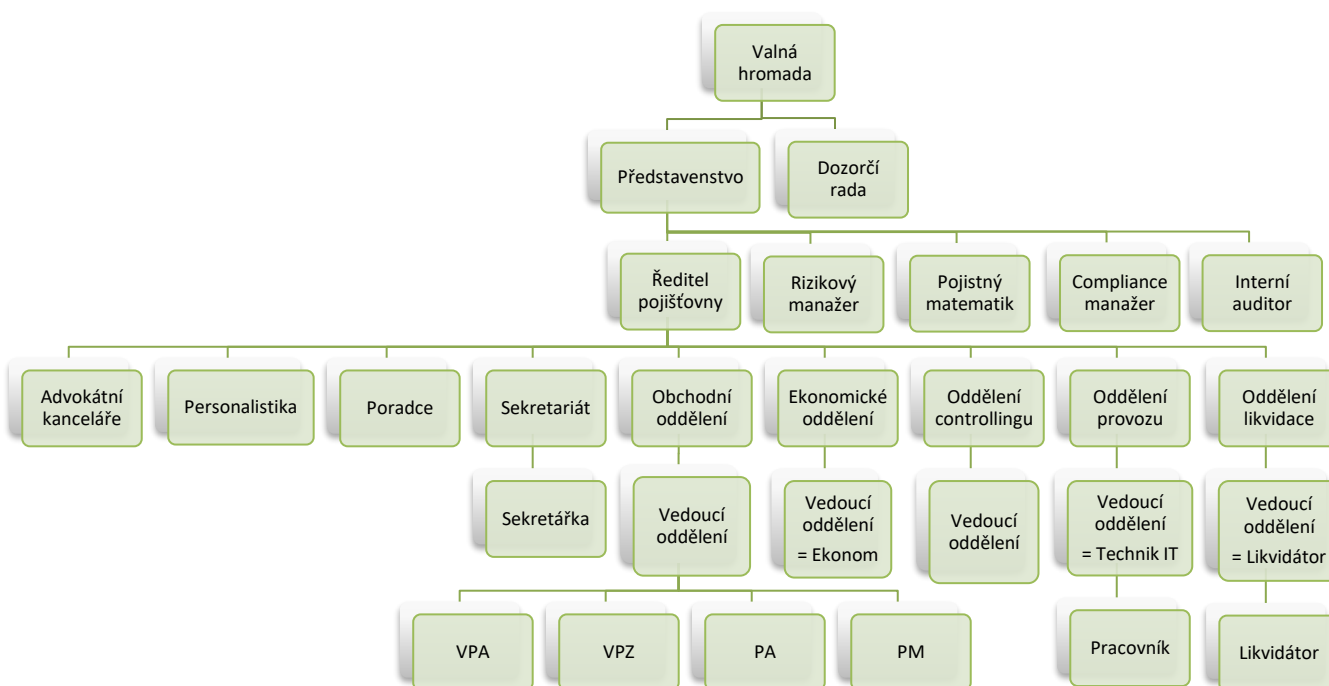 Valná
hromada
Představenstvo
Dozorčí
rada
Ředitel
pojišťovny
Rizikový
manažer
Pojistný
matematik
Compliance
manažer
Interní
auditor
Advokátní
kanceláře
Personalistika
Poradce
Sekretariát
Obchodní
oddělení
Ekonomické
oddělení
Oddělení
controllingu
Oddělení
provozu
Oddělení
likvidace
Sekretářka
Vedoucí
oddělení
Vedoucí
oddělení
= Ekonom
Vedoucí
oddělení
Vedoucí
oddělení
= Technik IT
Vedoucí
oddělení
= Likvidátor
VPA
VPZ
PA
PM
Pracovník
Likvidátor